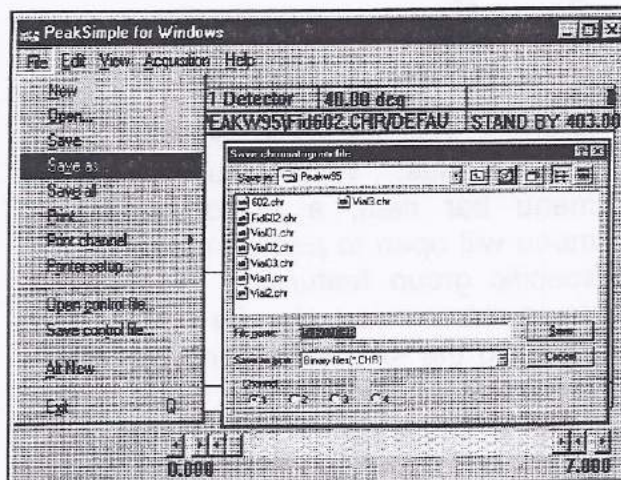 PeakSimple for Windows
File Edit View Acquisition Help
New
Open...
Save
Save as...
Save all
Print...
Print channel
Printer setup...
Open control file...
Save control file...
All New
Exit Q
1 Detector 40.00 deg
PEAKW95\Fid602.CHR/DEFAU STAND BY 403.00
Save chromatogram file
Save in: Peakw95
602.chr
Fid602.chr
Vial01.chr
Vial02.chr
Vial03.chr
Vial1.chr
Vial2.chr
Vial3.chr
File name:
Save
Save as type: Binary files(*.CHR)
Cancel
Channel
1 2 3 4
0.000 7.000